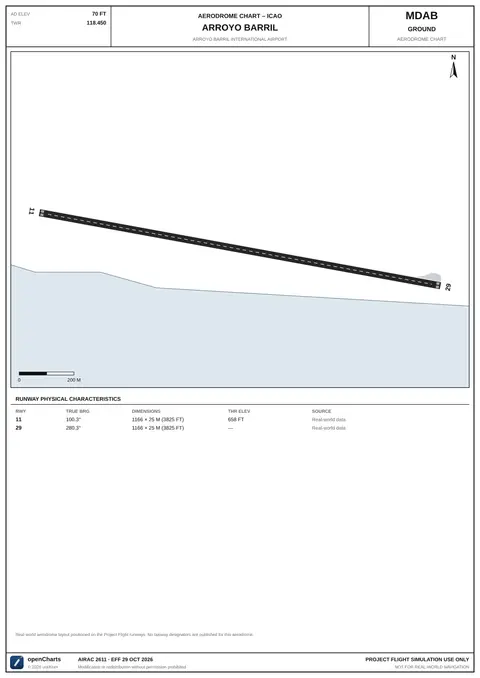 AD ELEV 70 FT
TWR 118.450
AERODROME CHART – ICAO
ARROYO BARRIL
ARROYO BARRIL INTERNATIONAL AIRPORT
MDAB
GROUND
AERODROME CHART
N
11
29
0 200 M
RUNWAY PHYSICAL CHARACTERISTICS
RWY TRUE BRG DIMENSIONS THR ELEV SOURCE
11 100.3° 1166 × 25 M (3825 FT) 658 FT Real-world data
29 280.3° 1166 × 25 M (3825 FT) — Real-world data
Real-world aerodrome layout positioned on the Project Flight runways. No taxiway designators are published for this aerodrome.
openCharts AIRAC 2611 · EFF 29 OCT 2026 PROJECT FLIGHT SIMULATION USE ONLY
© 2026 Modification or redistribution without permission prohibited. NOT FOR REAL-WORLD NAVIGATION